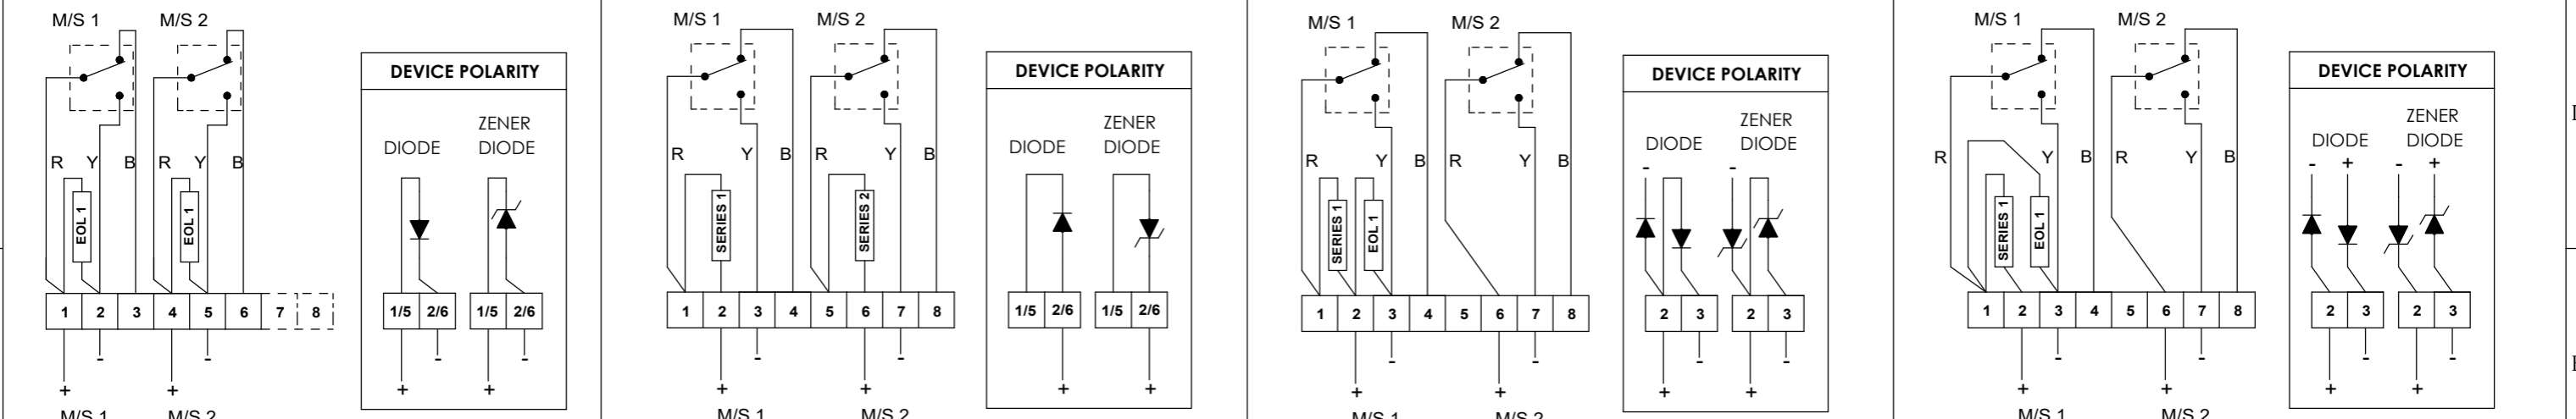 M/S 1 M/S 2
DEVICE POLARITY
DIODE ZENER DIODE
R Y B R Y B
EOL 1 EOL 1
1 2 3 4 5 6 7 8
1/5 2/6 1/5 2/6
- - - -
+ + + +
M/S 1 M/S 2
M/S 1 M/S 2
DEVICE POLARITY
DIODE ZENER DIODE
R Y B R Y B
SERIES 1 SERIES 2
1 2 3 4 5 6 7 8
1/5 2/6 1/5 2/6
- -
+ + + +
M/S 1 M/S 2
M/S 1 M/S 2
DEVICE POLARITY
DIODE ZENER DIODE
- -
R Y B R Y B
SERIES 1 EOL 1
1 2 3 4 5 6 7 8
2 3 2 3
- - - -
+ + + +
M/S 1 M/S 2
M/S 1 M/S 2
DEVICE POLARITY
DIODE ZENER DIODE
- + - +
R Y B R Y B
SERIES 1 EOL 1
1 2 3 4 5 6 7 8
2 3 2 3
- - - -
+ + + +
M/S 1 M/S 2